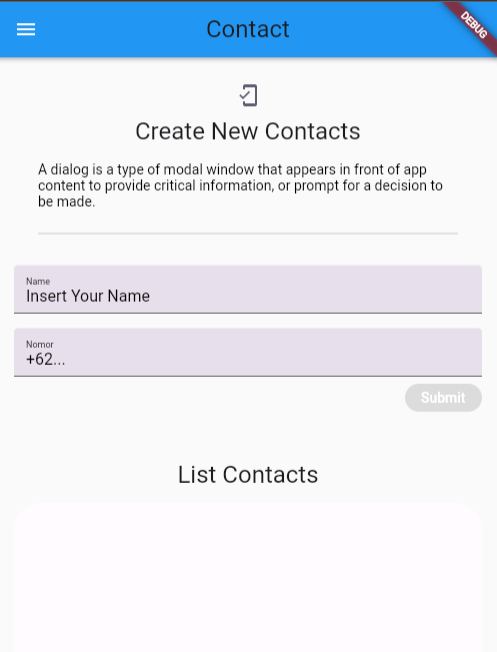 Contact
DEBUG
Create New Contacts
A dialog is a type of modal window that appears in front of app
content to provide critical information, or prompt for a decision to
be made.
Name
Insert Your Name
Nomor
+62...
Submit
List Contacts